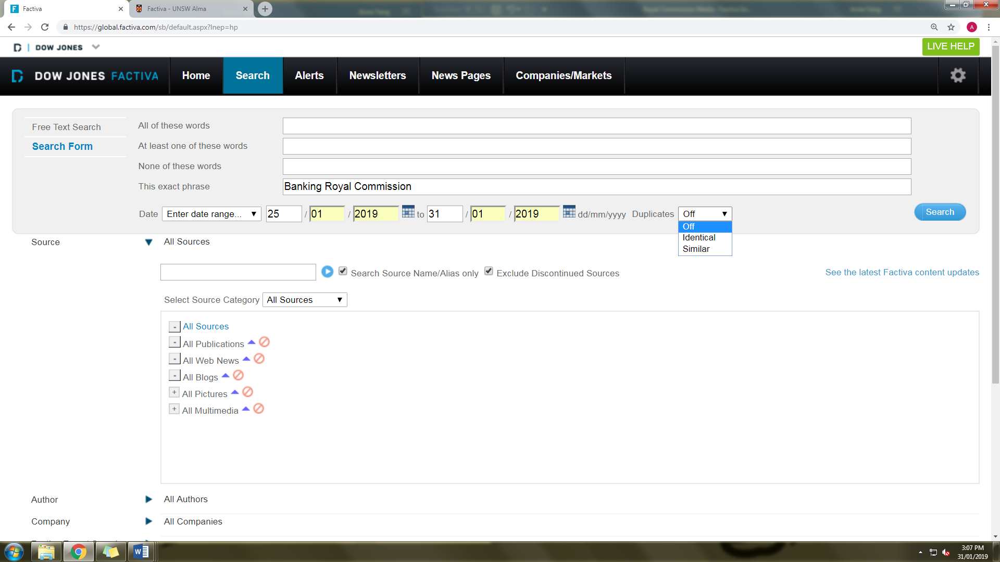 Factiva
Factiva - UNSW Alma
https://global.factiva.com/sb/default.aspx?lnep=hp
A
DOW JONES
LIVE HELP
DOW JONES FACTIVA
Home
Search
Alerts
Newsletters
News Pages
Companies/Markets
Free Text Search
Search Form
All of these words
At least one of these words
None of these words
This exact phrase
Banking Royal Commission
Date Enter date range... 25 / 01 / 2019 to 31 / 01 / 2019 dd/mm/yyyy Duplicates Off
Search
Off
Identical
Similar
Source
All Sources
Search Source Name/Alias only
Exclude Discontinued Sources
See the latest Factiva content updates
Select Source Category All Sources
- All Sources
- All Publications
- All Web News
- All Blogs
+ All Pictures
+ All Multimedia
Author
All Authors
Company
All Companies
3:07 PM
31/01/2019